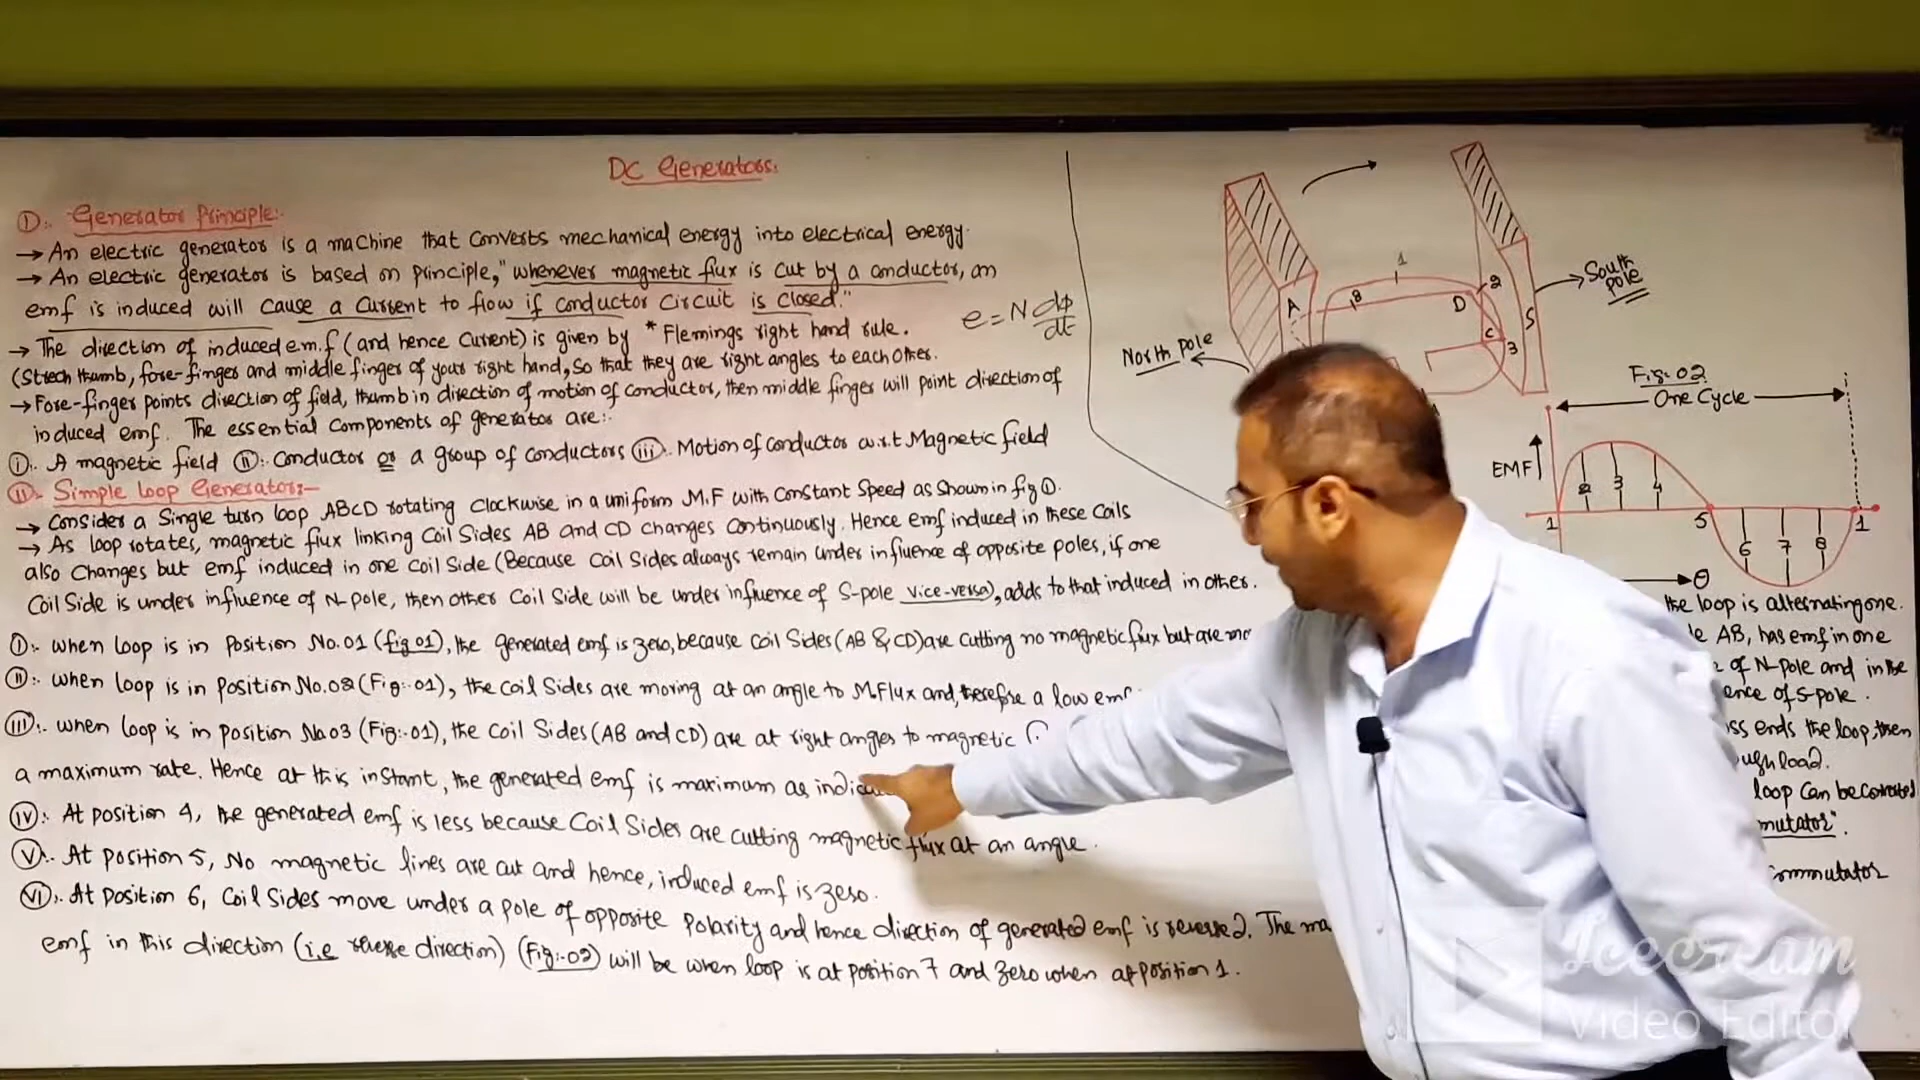 DC Generators:
I). Generator Principle:-
→ An electric generator is a machine that converts mechanical energy into electrical energy.
→ An electric generator is based on principle, "whenever magnetic flux is cut by a conductor, an
emf is induced will cause a current to flow if conductor circuit is closed."
e = N dφ/dt
→ The direction of induced e.m.f (and hence current) is given by *Flemings right hand rule.
(Strech thumb, fore-finger and middle finger of your right hand, so that they are right angles to each other.
→ Fore-finger points direction of field, thumb in direction of motion of conductor, then middle finger will point direction of
induced emf. The essential components of generator are:-
i). A magnetic field ii). Conductor or a group of conductors iii). Motion of conductor w.r.t Magnetic field
II)- Simple loop Generator:-
→ Consider a Single turn loop ABCD rotating clockwise in a uniform M.F with constant speed as shown in fig 1.
→ As loop rotates, magnetic flux linking coil sides AB and CD changes continuously. Hence emf induced in these coils
also changes but emf induced in one coil side (Because coil sides always remain under influence of opposite poles, if one
coil side is under influence of N-pole, then other coil side will be under influence of S-pole vice-versa), adds to that induced in other.
I):- when loop is in position No.01 (fig 01), the generated emf is zero, because coil sides (AB & CD) are cutting no magnetic flux but are
II):- when loop is in position No.02 (Fig:-01), the coil sides are moving at an angle to M.Flux and, therefore a low emf
III):- when loop is in position No.03 (Fig:-01), the coil sides (AB and CD) are at right angles to magnetic
a maximum rate. Hence at this instant, the generated emf is maximum as
IV):- At position 4, the generated emf is less because coil sides are cutting magnetic flux at an angle.
V):- At position 5, No magnetic lines are cut and hence, induced emf is zero.
VI):- At position 6, coil sides move under a pole of opposite polarity and hence direction of generated emf is reversed. The
emf in this direction (i.e reverse direction) (Fig:-02) will be when loop is at position 7 and zero when at position 1.
North pole
South pole
A
1
8
D
2
C
3
S
Fig:-02
One Cycle
EMF
1
2
3
4
5
6
7
8
1
θ
the loop is alternating one.
AB, has emf in one
of N-pole and in the
of S-pole.
ends the loop, then
load.
loop can be converted
Icecream
Video Editor